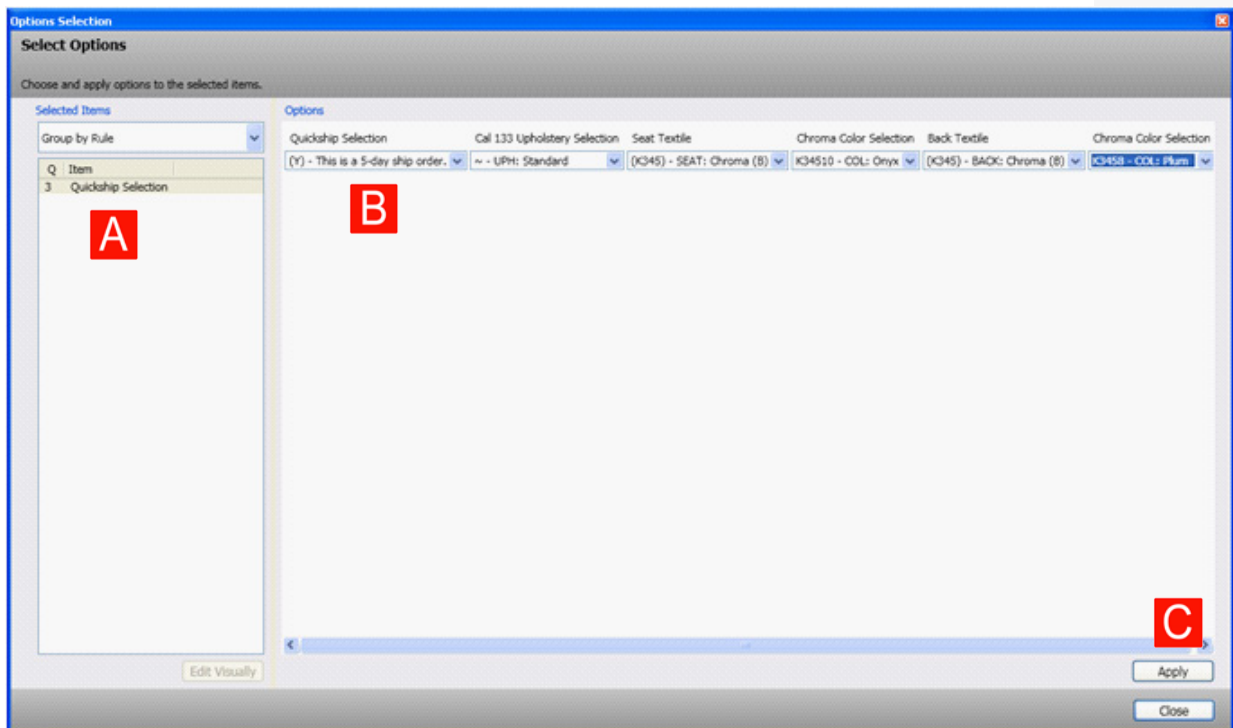 Options Selection
Select Options
Choose and apply options to the selected items.
Selected Items
Options
Group by Rule
Quickship Selection
Cal 133 Upholstery Selection
Seat Textile
Chroma Color Selection
Back Textile
Chroma Color Selection
(Y) - This is a 5-day ship order.
~ - UPH: Standard
(K345) - SEAT: Chroma (B)
K34510 - COL: Onyx
(K345) - BACK: Chroma (B)
K3458 - COL: Plum
Q Item
3 Quickship Selection
A
B
C
Edit Visually
Apply
Close